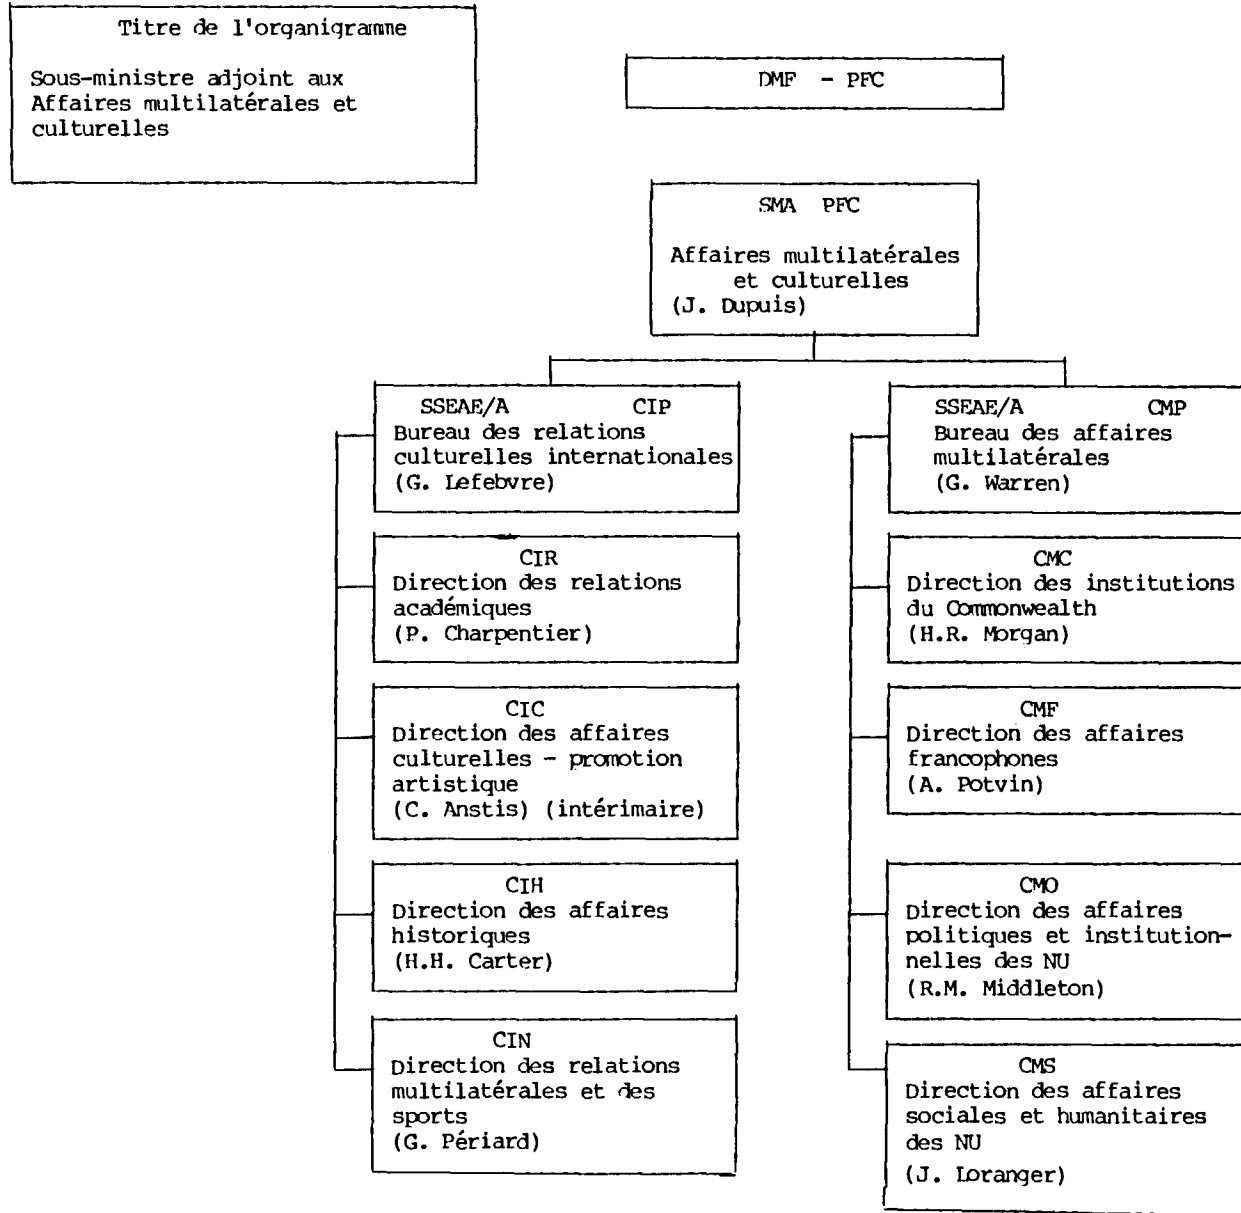 Titre de l'organigramme
Sous-ministre adjoint aux
Affaires multilatérales et
culturelles
DMF - PFC
SMA PFC
Affaires multilatérales
et culturelles
(J. Dupuis)
SSEAE/A CIP
Bureau des relations
culturelles internationales
(G. Lefebvre)
CIR
Direction des relations
académiques
(P. Charpentier)
CIC
Direction des affaires
culturelles - promotion
artistique
(C. Anstis) (intérimaire)
CIH
Direction des affaires
historiques
(H.H. Carter)
CIN
Direction des relations
multilatérales et des
sports
(G. Périard)
SSEAE/A CMP
Bureau des affaires
multilatérales
(G. Warren)
CMC
Direction des institutions
du Commonwealth
(H.R. Morgan)
CMF
Direction des affaires
francophones
(A. Potvin)
CMO
Direction des affaires
politiques et institution-
nelles des NU
(R.M. Middleton)
CMS
Direction des affaires
sociales et humanitaires
des NU
(J. Loranger)